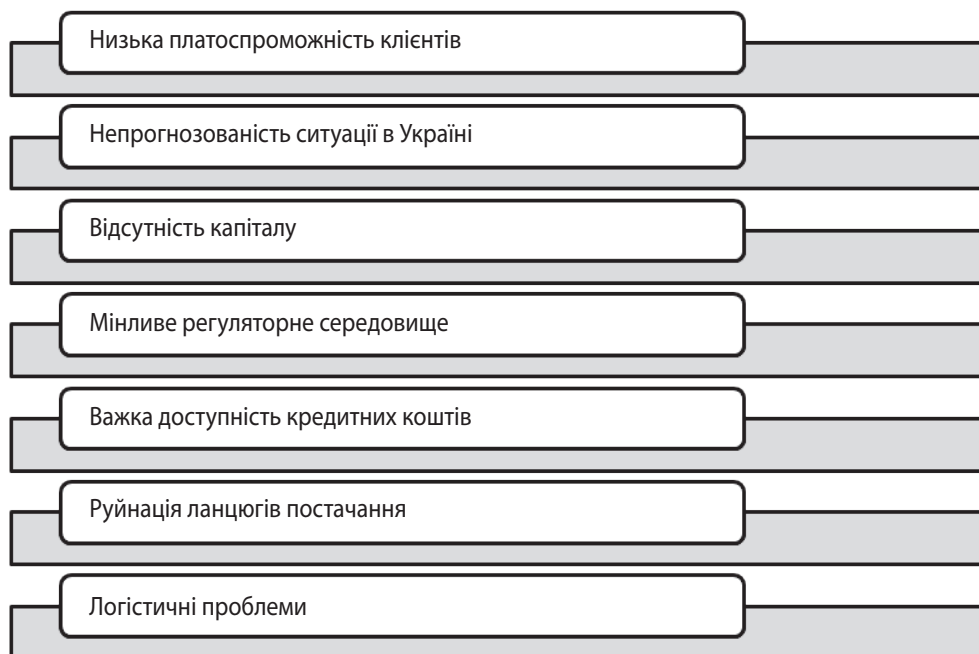 Низька платоспроможність клієнтів
Непрогнозованість ситуації в Україні
Відсутність капіталу
Мінливе регуляторне середовище
Важка доступність кредитних коштів
Руйнація ланцюгів постачання
Логістичні проблеми